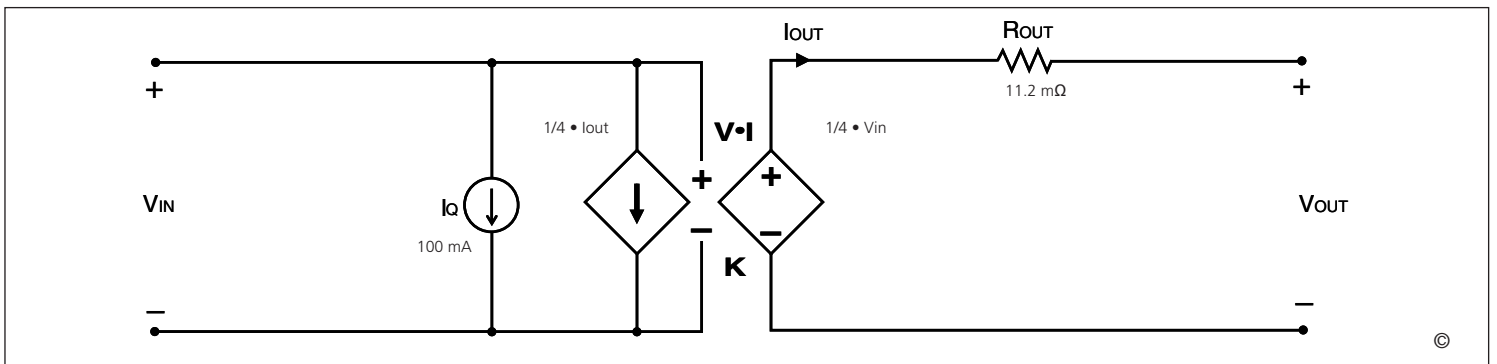 IOUT
ROUT
+
11.2 mΩ
+
1/4 • Iout
V•I
1/4 • Vin
+
+
VIN
IQ
VOUT
–
–
100 mA
K
–
–
©